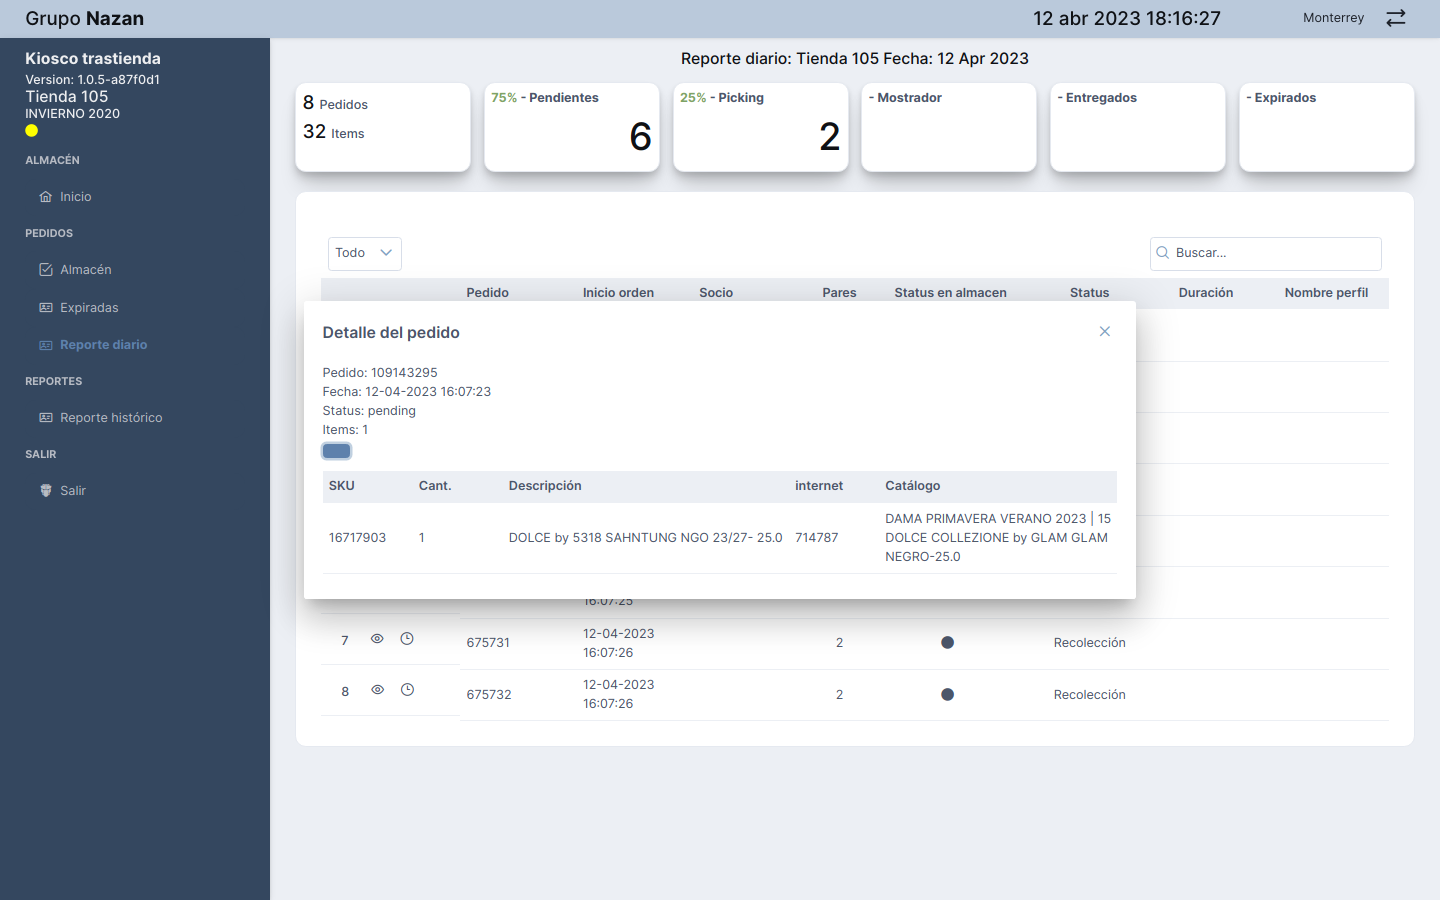 Grupo Nazan
12 abr 2023 18:16:27
Monterrey
Kiosco trastienda
Version: 1.0.5-a87f0d1
Tienda 105
INVIERNO 2020
ALMACÉN
Inicio
PEDIDOS
Almacén
Expiradas
Reporte diario
REPORTES
Reporte histórico
SALIR
Salir
Reporte diario: Tienda 105 Fecha: 12 Apr 2023
8 Pedidos
32 Items
75% - Pendientes
6
25% - Picking
2
- Mostrador
- Entregados
- Expirados
Todo
Buscar...
Pedido Inicio orden Socio Pares Status en almacen Status Duración Nombre perfil
Detalle del pedido
Pedido: 109143295
Fecha: 12-04-2023 16:07:23
Status: pending
Items: 1
SKU Cant. Descripción internet Catálogo
16717903 1 DOLCE by 5318 SAHNTUNG NGO 23/27- 25.0 714787 DAMA PRIMAVERA VERANO 2023 | 15
DOLCE COLLEZIONE by GLAM GLAM
NEGRO-25.0
16:07:25
7 675731 12-04-2023 2 Recolección
16:07:26
8 675732 12-04-2023 2 Recolección
16:07:26